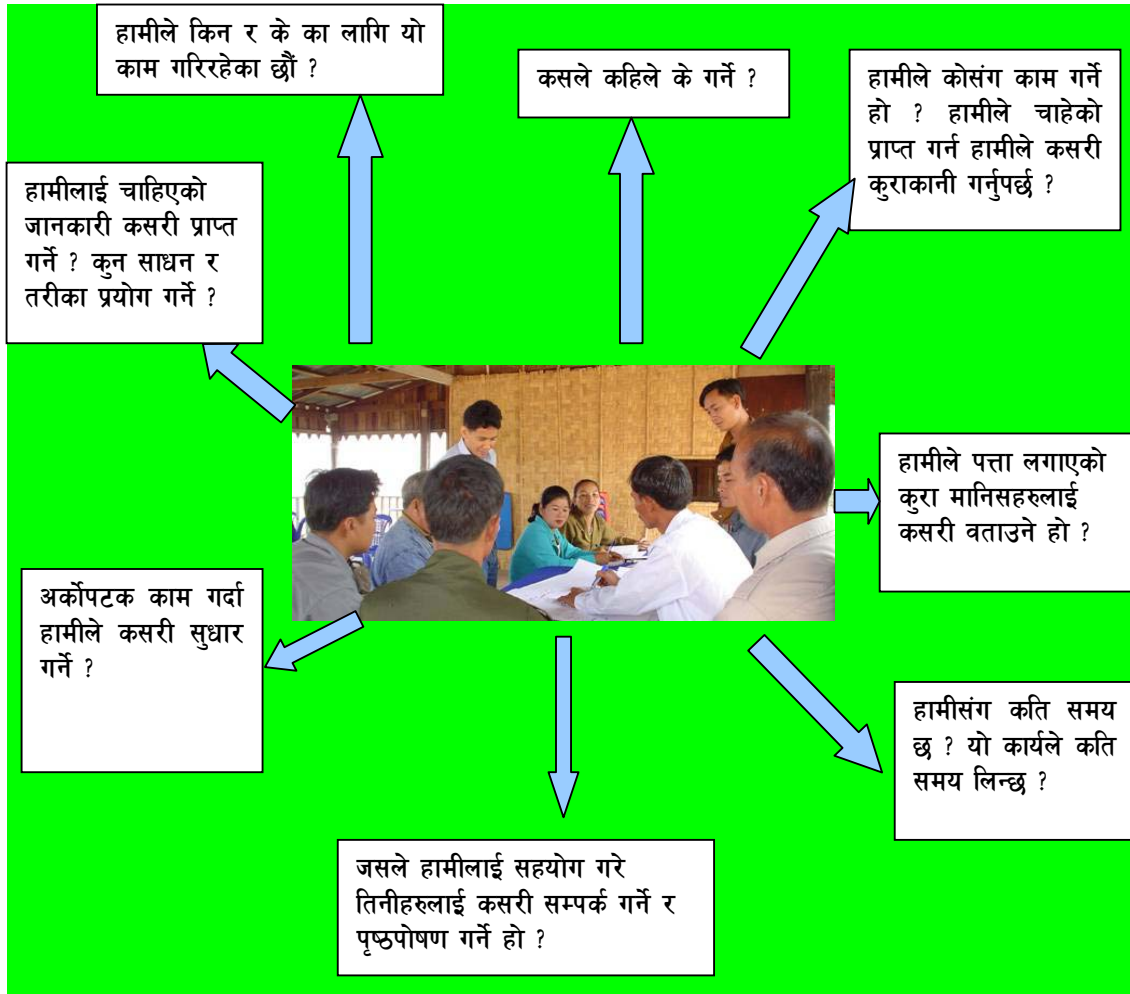 हामीले किन र के का लागि यो
काम गरिरहेका छौं ?
कसले कहिले के गर्ने ?
हामीले कोसंग काम गर्ने
हो ? हामीले चाहेको
प्राप्त गर्न हामीले कसरी
कुराकानी गर्नुपर्छ ?
हामीलाई चाहिएको
जानकारी कसरी प्राप्त
गर्ने ? कुन साधन र
तरीका प्रयोग गर्ने ?
हामीले पत्ता लगाएको
कुरा मानिसहरुलाई
कसरी वताउने हो ?
अर्कोपटक काम गर्दा
हामीले कसरी सुधार
गर्ने ?
हामीसंग कति समय
छ ? यो कार्यले कति
समय लिन्छ ?
जसले हामीलाई सहयोग गरे
तिनीहरुलाई कसरी सम्पर्क गर्ने र
पृष्ठपोषण गर्ने हो ?